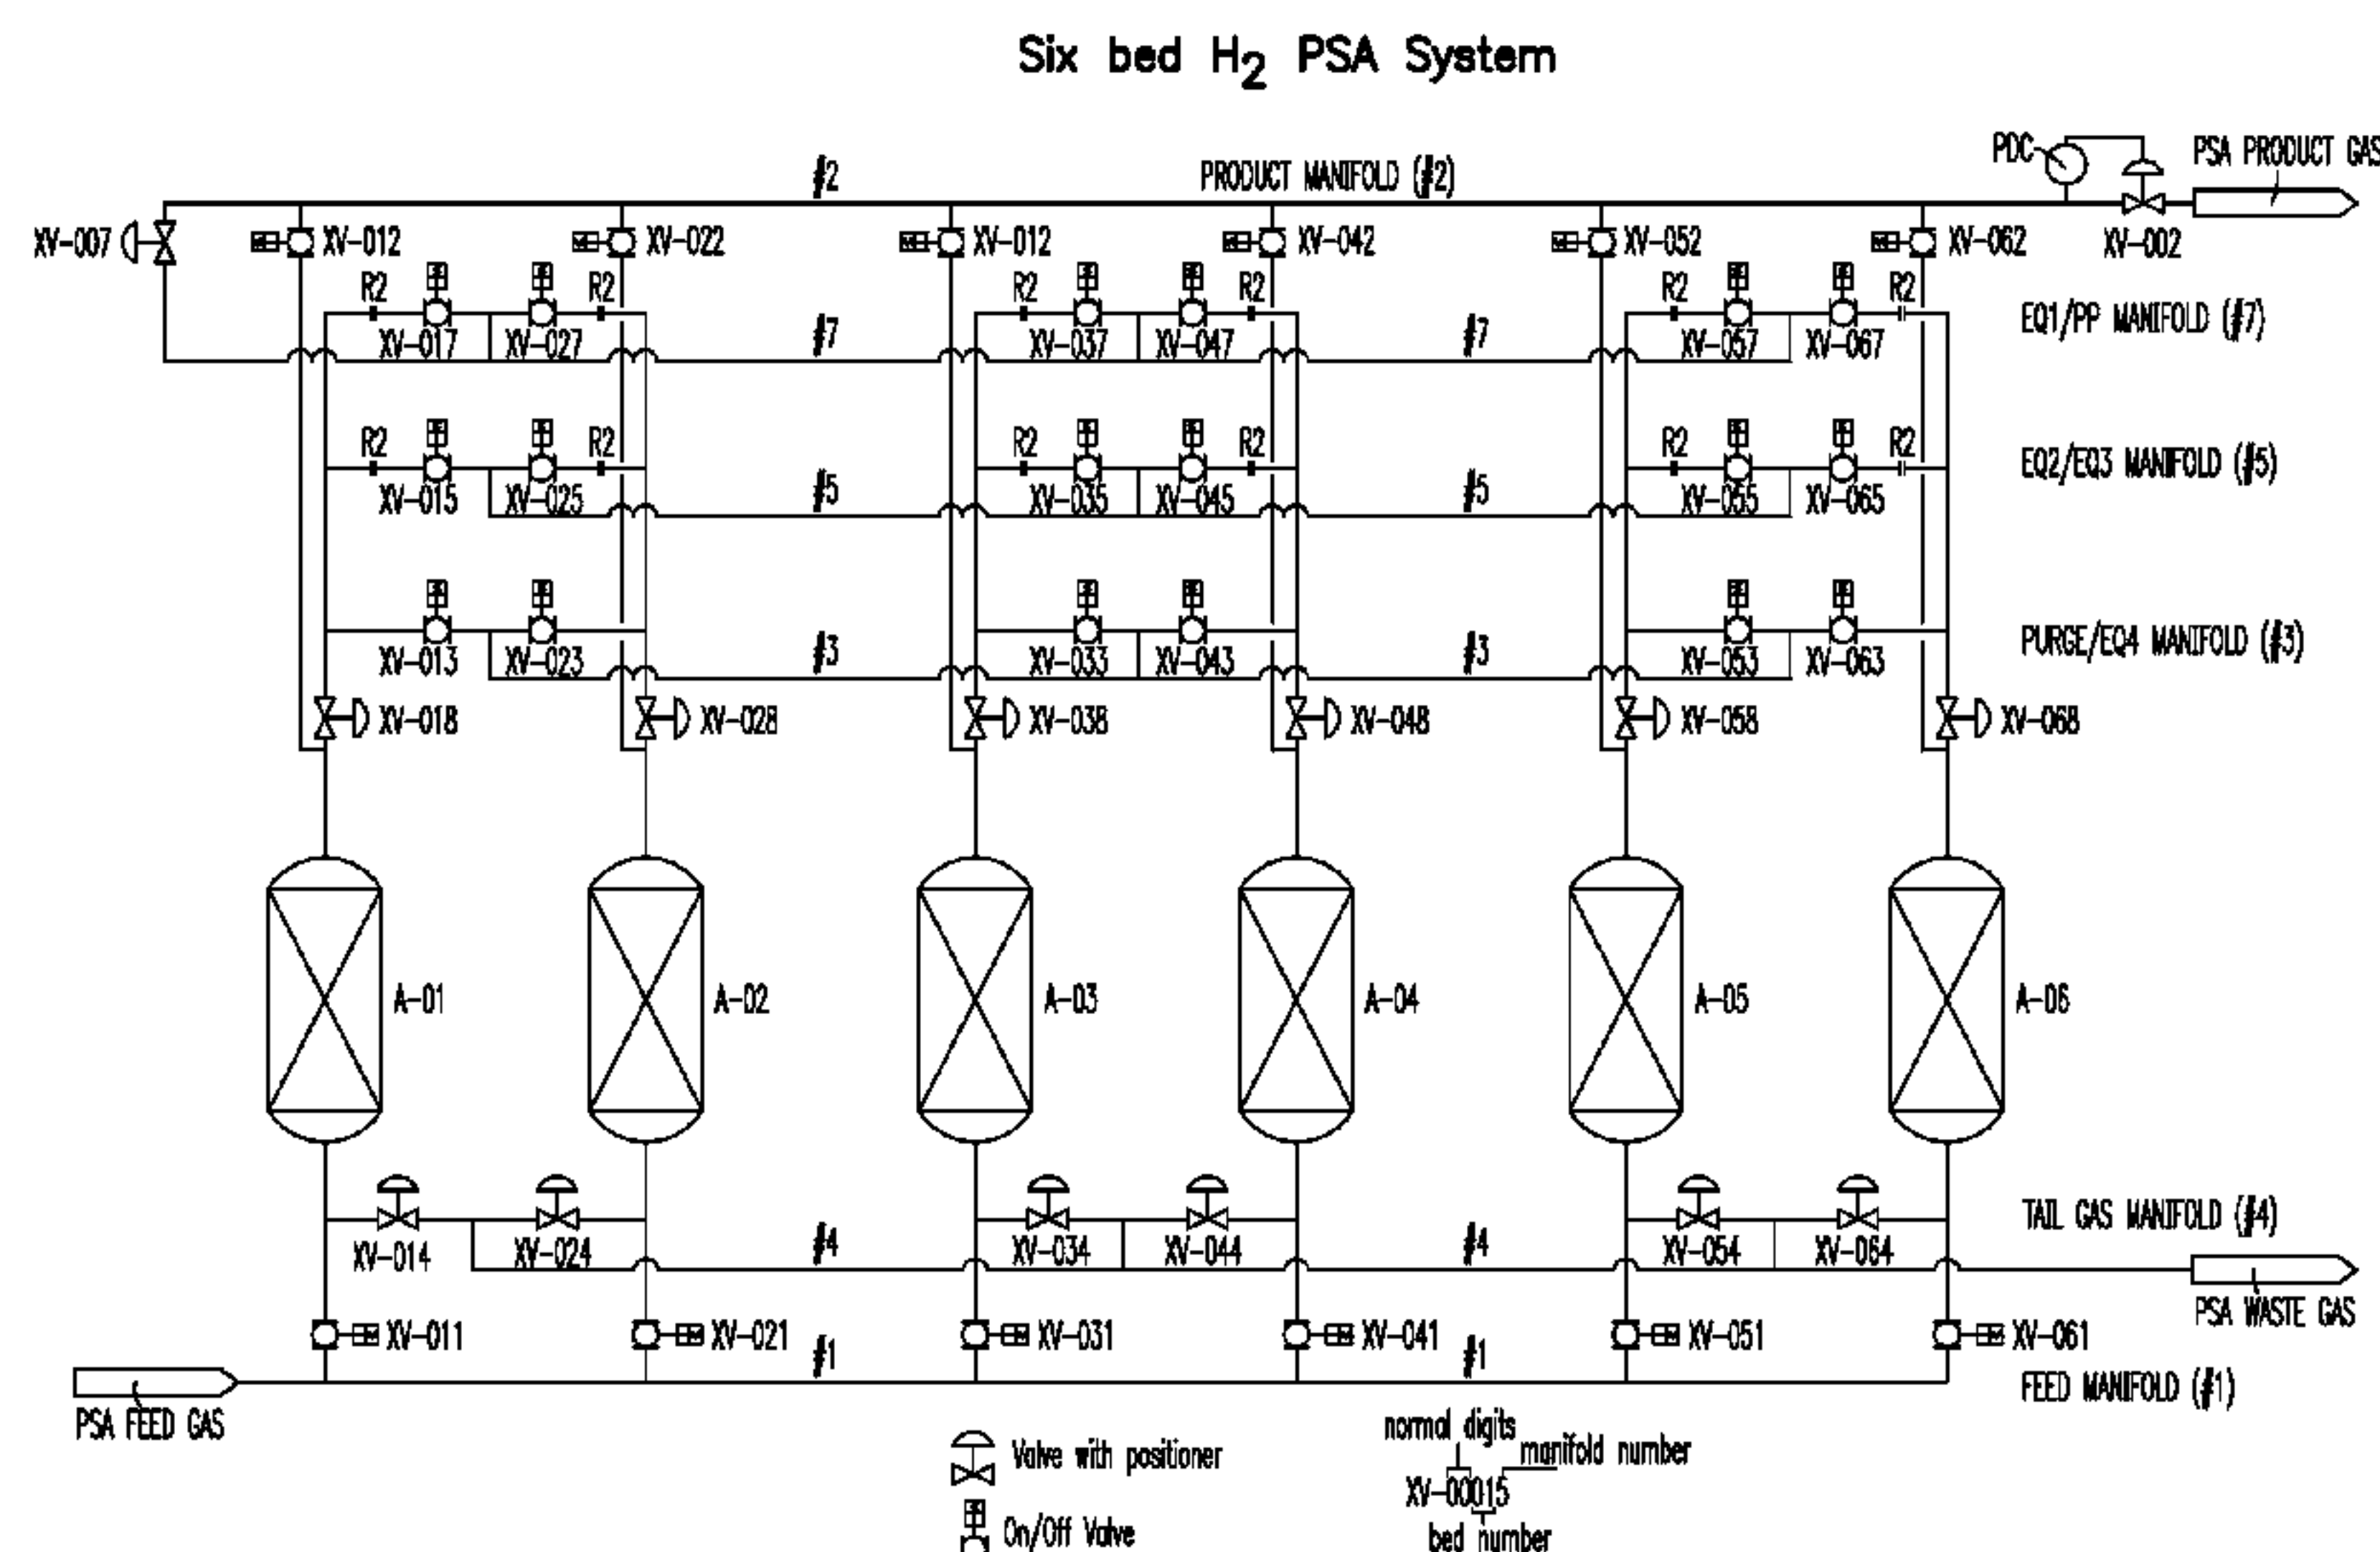 Six bed H2 PSA System
PDC
PSA PRODUCT GAS
#2
PRODUCT MANIFOLD (#2)
XV-007
XV-012
XV-022
XV-012
XV-042
XV-052
XV-062
XV-002
R2
R2
R2
R2
R2
R2
XV-017
XV-027
#7
XV-037
XV-047
#7
XV-057
XV-067
EQ1/PP MANIFOLD (#7)
R2
R2
R2
R2
R2
R2
XV-015
XV-025
#5
XV-035
XV-045
#5
XV-055
XV-065
EQ2/EQ3 MANIFOLD (#5)
XV-013
XV-023
#3
XV-033
XV-043
#3
XV-053
XV-063
PURGE/EQ4 MANIFOLD (#3)
XV-018
XV-028
XV-038
XV-048
XV-058
XV-068
A-01
A-02
A-03
A-04
A-05
A-06
XV-014
XV-024
#4
XV-034
XV-044
#4
XV-054
XV-064
TAIL GAS MANIFOLD (#4)
PSA WASTE GAS
XV-011
XV-021
#1
XV-031
XV-041
#1
XV-051
XV-061
FEED MANIFOLD (#1)
PSA FEED GAS
Valve with positioner
On/Off Valve
normal digits
manifold number
XV-00015
bed number